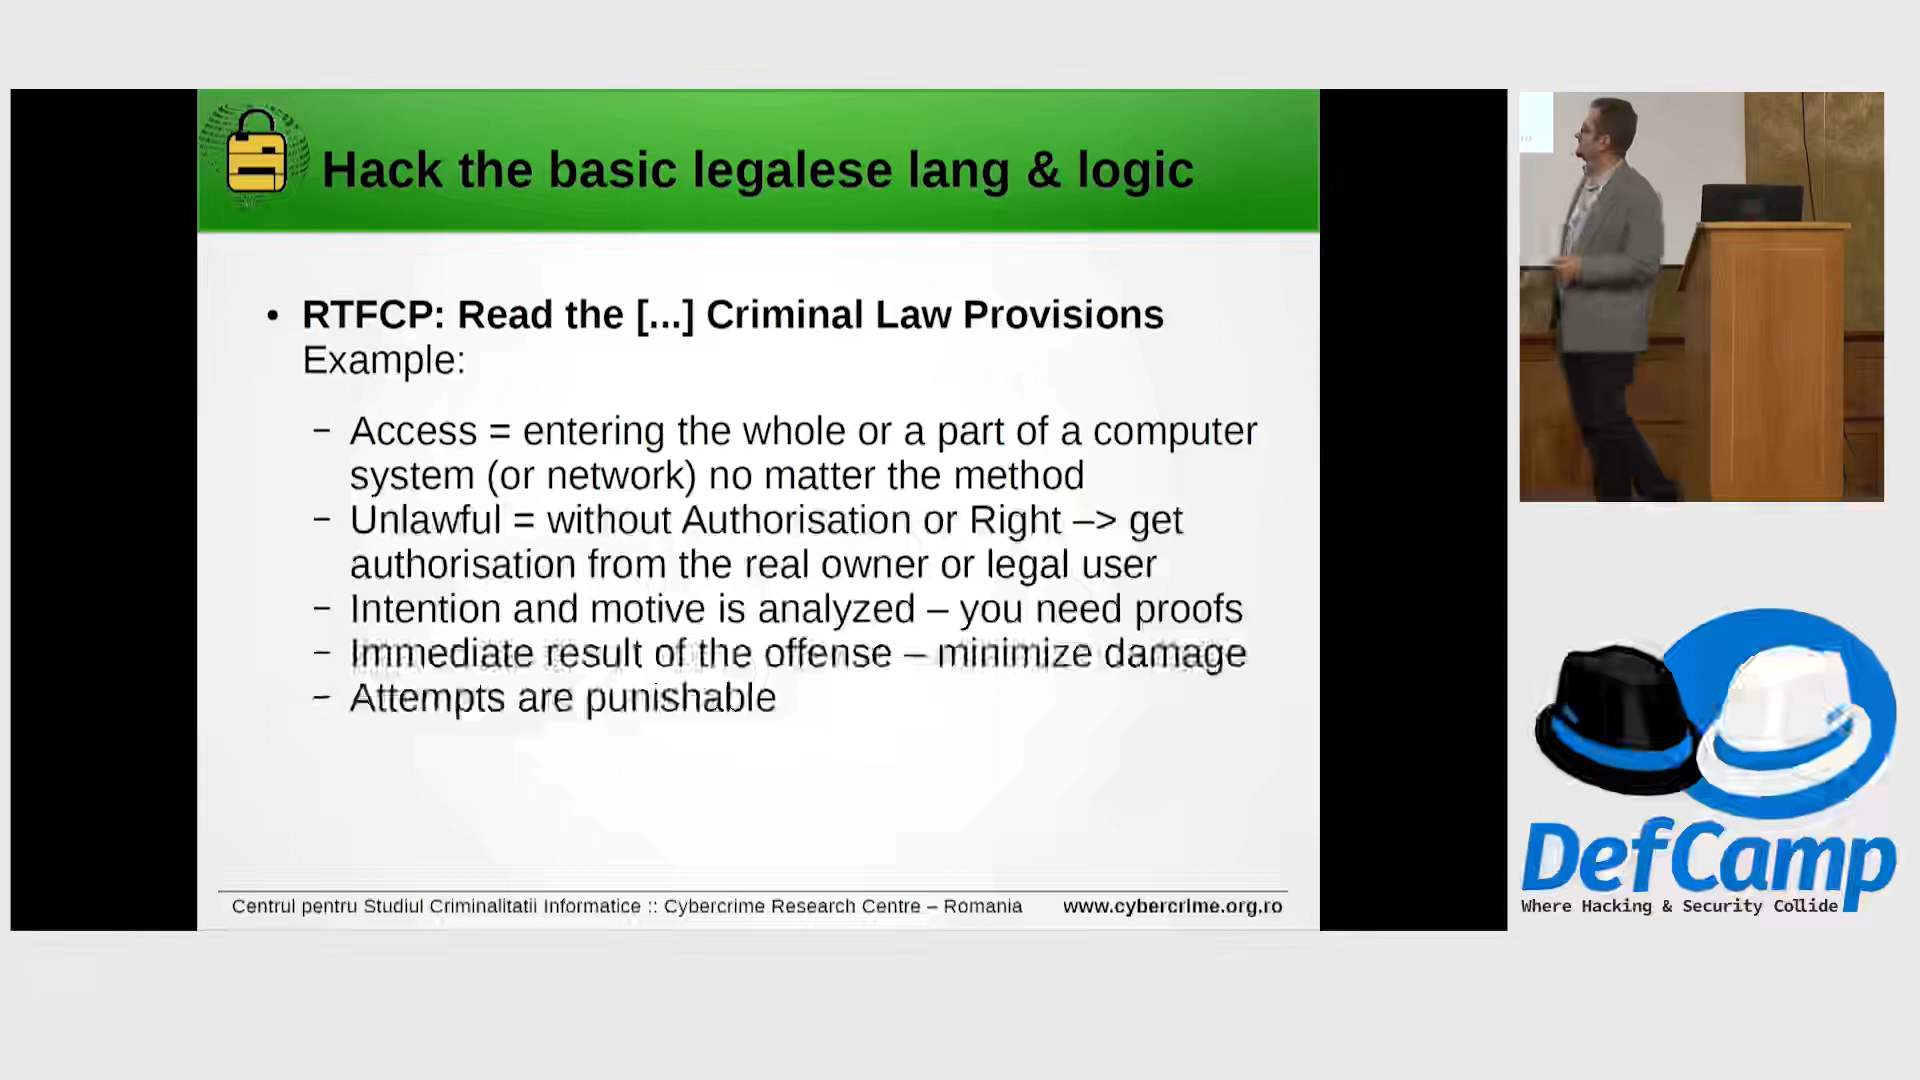 Hack the basic legalese lang & logic
• RTFCP: Read the [...] Criminal Law Provisions
Example:
– Access = entering the whole or a part of a computer
system (or network) no matter the method
– Unlawful = without Authorisation or Right –> get
authorisation from the real owner or legal user
– Intention and motive is analyzed – you need proofs
– Immediate result of the offense – minimize damage
– Attempts are punishable
Centrul pentru Studiul Criminalitatii Informatice :: Cybercrime Research Centre – Romania www.cybercrime.org.ro
DefCamp
Where Hacking & Security Collide